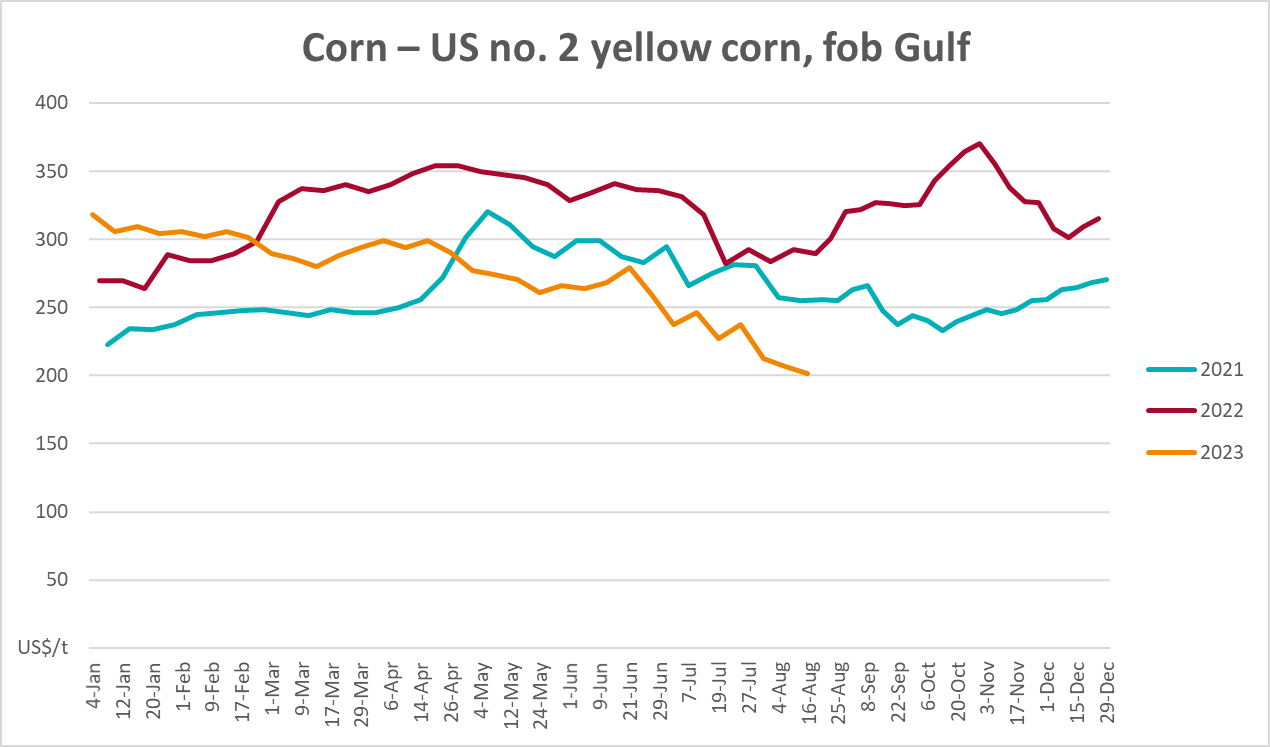 Corn – US no. 2 yellow corn, fob Gulf
400
350
300
250
200
150
100
50
US$/t
4-Jan
12-Jan
20-Jan
1-Feb
9-Feb
17-Feb
1-Mar
9-Mar
17-Mar
29-Mar
6-Apr
14-Apr
26-Apr
4-May
12-May
24-May
1-Jun
9-Jun
21-Jun
29-Jun
7-Jul
19-Jul
27-Jul
4-Aug
16-Aug
25-Aug
8-Sep
22-Sep
6-Oct
20-Oct
3-Nov
17-Nov
1-Dec
15-Dec
29-Dec
2021
2022
2023